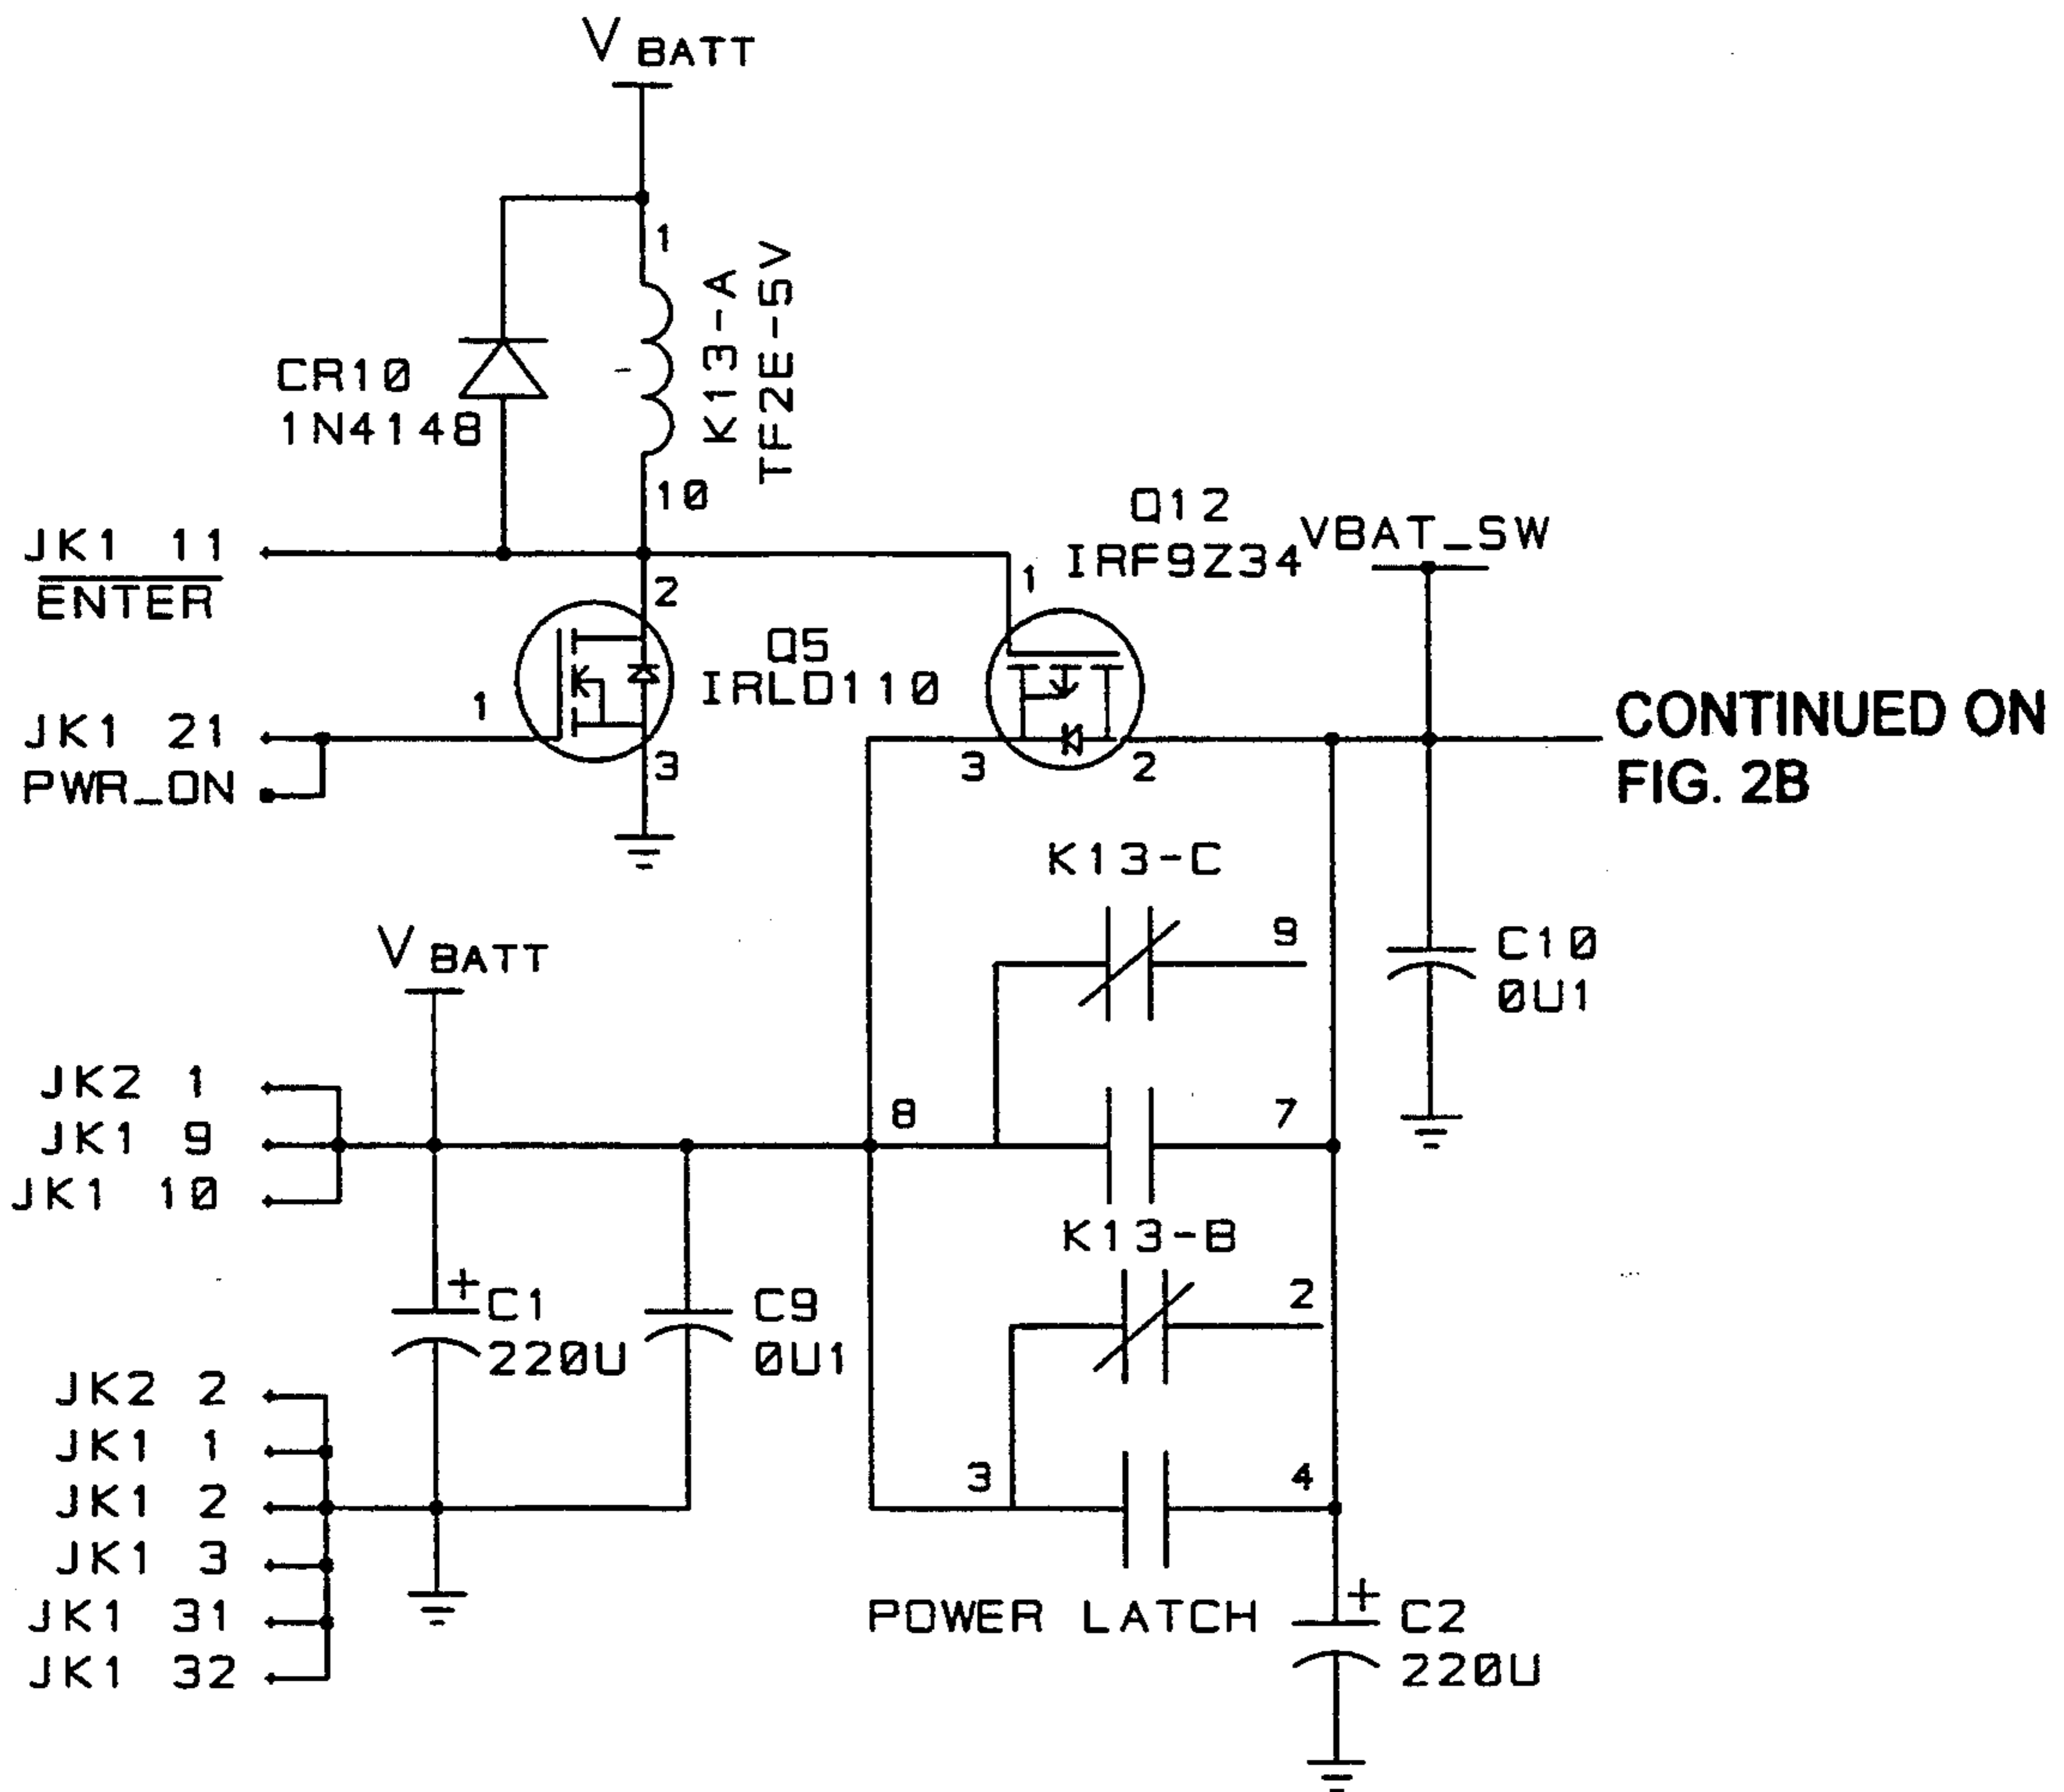 V BATT
1
K13-A
TF2E-5V
CR10
1N4148
10
JK1 11
ENTER
2
Q12
IRF9Z34
VBAT_SW
1
Q5
IRLD110
1
JK1 21
PWR_ON
3
3
2
CONTINUED ON
FIG. 2B
K13-C
9
C10
0U1
V BATT
JK2 1
JK1 9
JK1 10
8
7
K13-B
2
C1
220U
C9
0U1
JK2 2
JK1 1
JK1 2
JK1 3
JK1 31
JK1 32
3
4
POWER LATCH
C2
220U